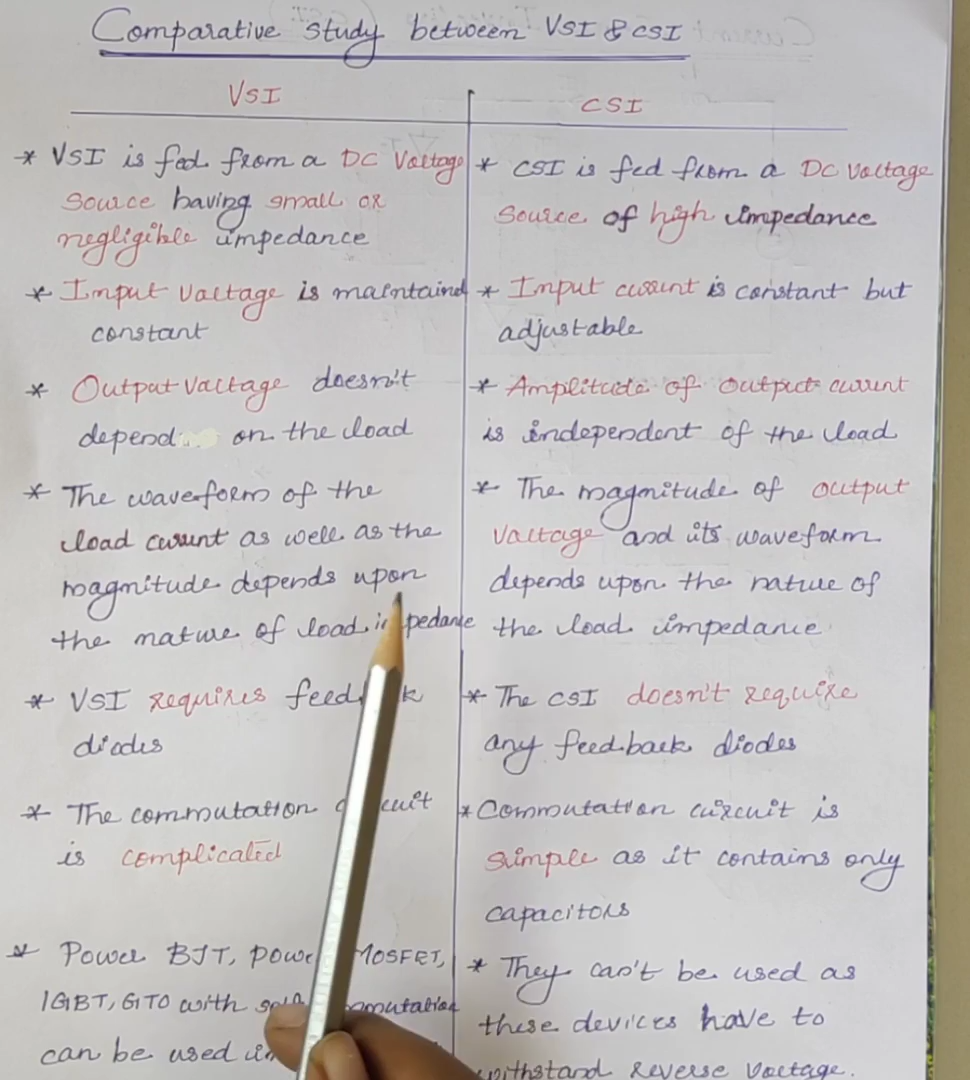 Comparative study between VSI & CSI
VSI
* VSI is fed from a DC Voltage
source having small or
negligible impedance
* Input Voltage is maintaind
constant
* Output Voltage doesn't
depend on the load
* The waveform of the
load current as well as the
magnitude depends upon
the nature of load impedance
* VSI requires feed k
diodes
* The commutation c cuit
is complicated
* Power BJT, powe MOSFET,
IGBT, GTO with mutation
can be used in
CSI
* CSI is fed from a DC Voltage
Source of high impedance
* Input current is constant but
adjustable
* Amplitude of output current
is independent of the load
* The magnitude of output
Voltage and its waveform
depends upon the nature of
the load impedance
* The CSI doesn't require
any feedback diodes
* Commutation circuit is
simple as it contains only
capacitors
* They can't be used as
these devices have to
withstand reverse voltage.